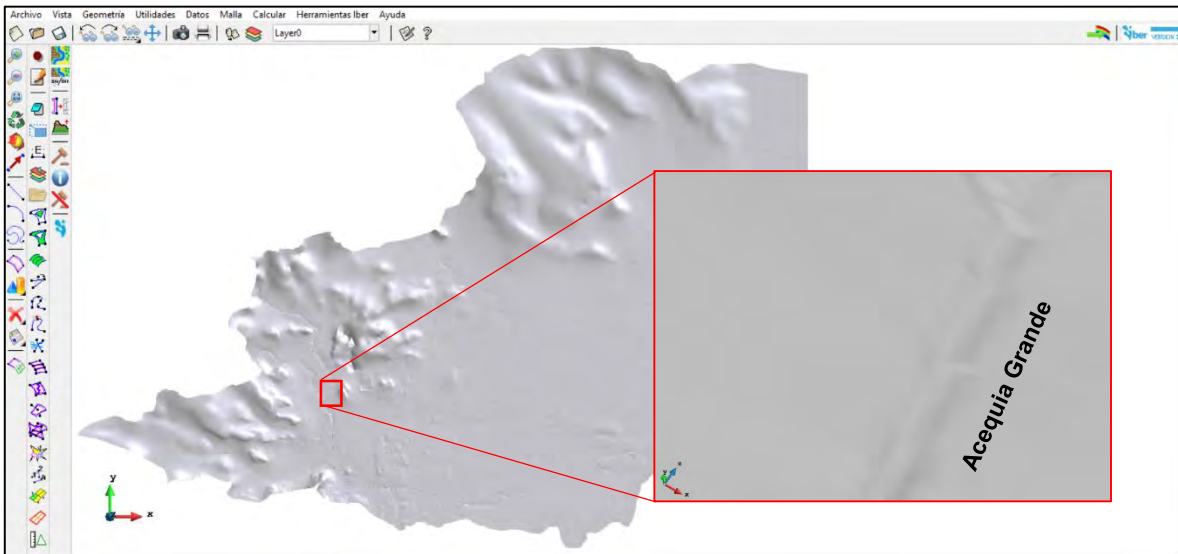 Archivo Vista Geometría Utilidades Datos Malla Calcular Herramientas Iber Ayuda
Layer0
Iber
Acequia Grande
y
x